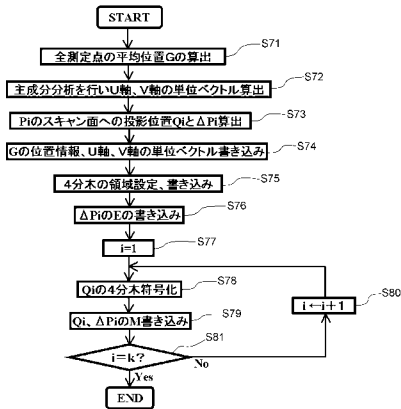 START
全測定点の平均位置Gの算出
S71
主成分分析を行いU軸、V軸の単位ベクトル算出
S72
Piのスキャン面への投影位置QiとΔPi算出
S73
Gの位置情報、U軸、V軸の単位ベクトル書き込み
S74
4分木の領域設定、書き込み
S75
ΔPiのEの書き込み
S76
i=1
S77
Qiの4分木符号化
S78
Qi、ΔPiのM書き込み
S79
i←i+1
S80
i=k?
S81
No
Yes
END